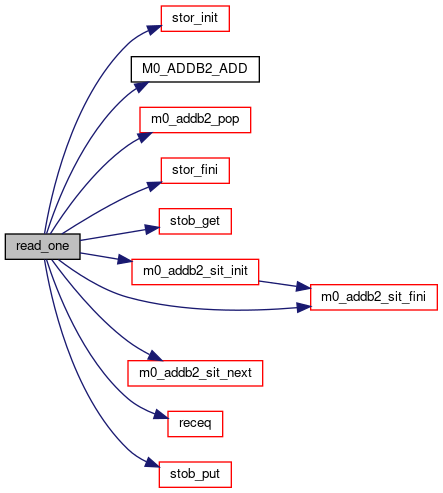 stor_init
M0_ADDB2_ADD
m0_addb2_pop
stor_fini
stob_get
read_one
m0_addb2_sit_init
m0_addb2_sit_fini
m0_addb2_sit_next
receq
stob_put